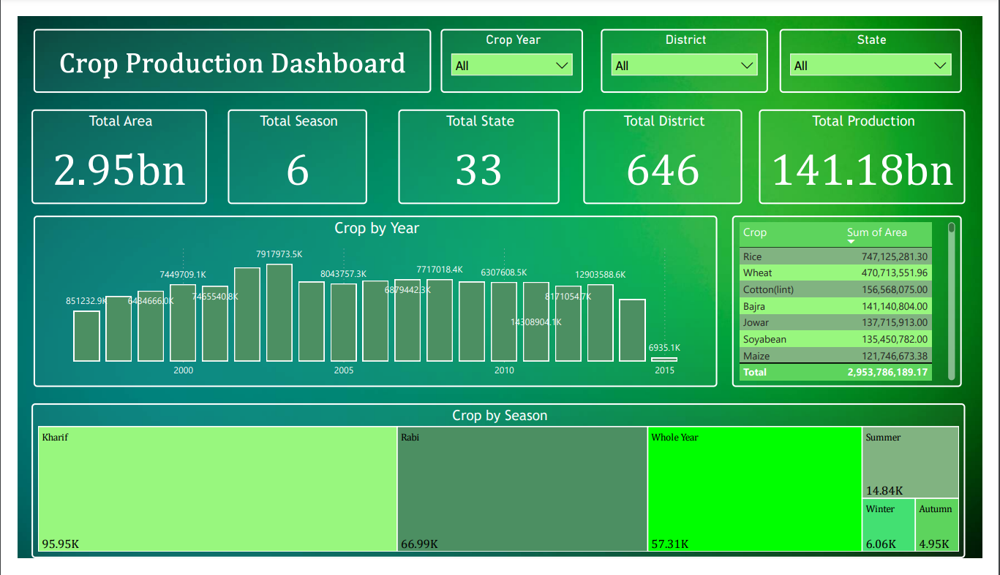 Crop Production Dashboard
Crop Year
All
District
All
State
All
Total Area
2.95bn
Total Season
6
Total State
33
Total District
646
Total Production
141.18bn
Crop by Year
851232.9K
6434666.0K
7449709.1K
7465540.8K
7917973.5K
8043757.3K
6879442.3K
7717018.4K
6307608.5K
14308904.1K
8171054.7K
12903588.6K
6935.1K
2000 2005 2010 2015
Crop Sum of Area
Rice 747,125,281.30
Wheat 470,713,551.96
Cotton(lint) 156,568,075.00
Bajra 141,140,804.00
Jowar 137,715,913.00
Soyabean 135,450,782.00
Maize 121,746,673.38
Total 2,953,786,189.17
Crop by Season
Kharif
95.95K
Rabi
66.99K
Whole Year
57.31K
Summer
14.84K
Winter
6.06K
Autumn
4.95K